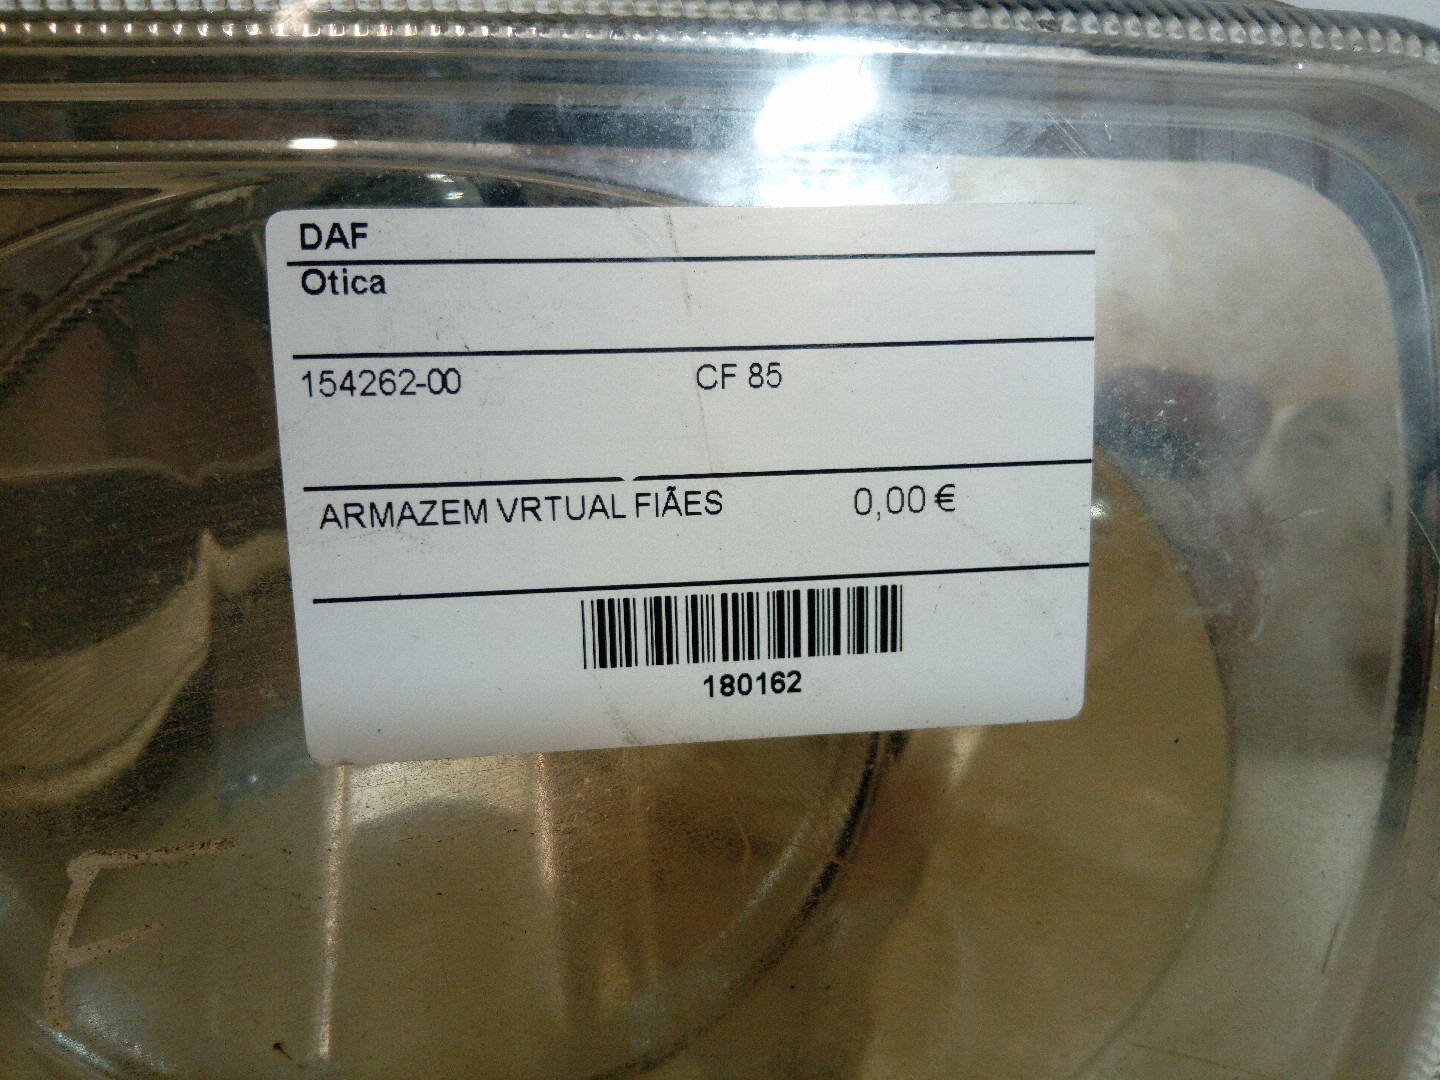 DAF
Otica
154262-00 CF 85
ARMAZEM VRTUAL FIÃES 0,00 €
180162
E